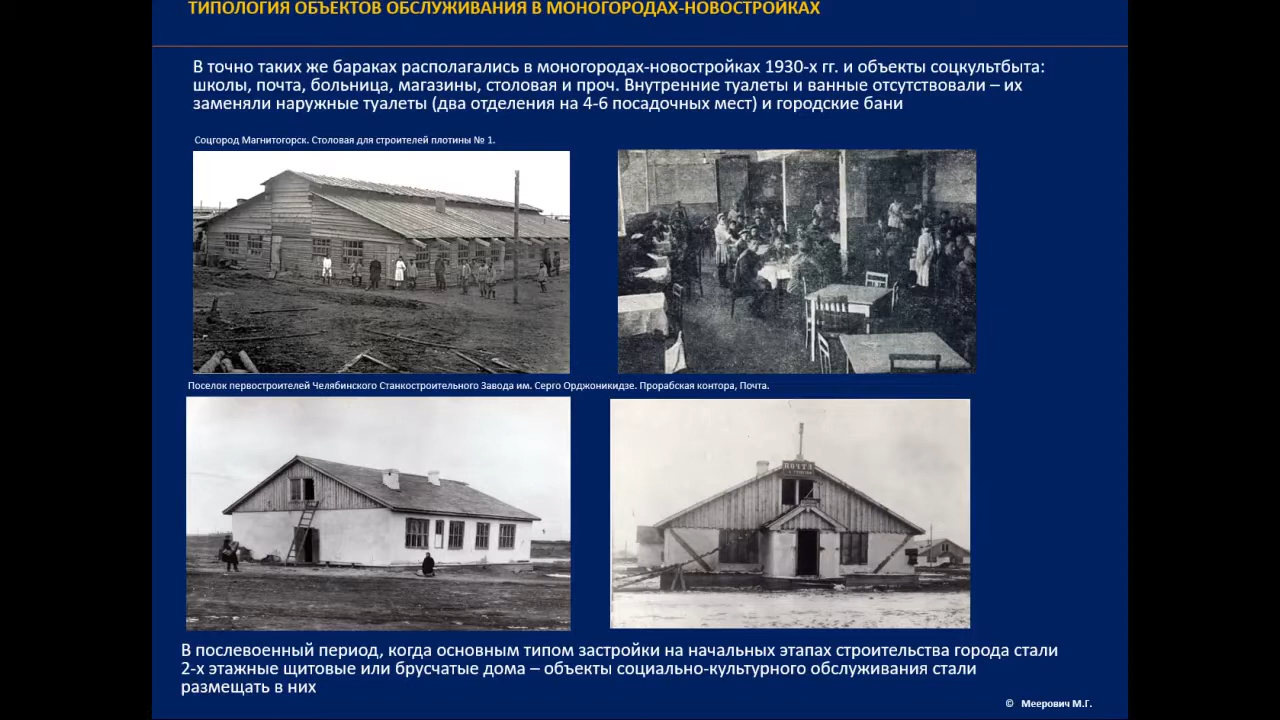 ТИПОЛОГИЯ ОБЪЕКТОВ ОБСЛУЖИВАНИЯ В МОНОГОРОДАХ-НОВОСТРОЙКАХ
В точно таких же бараках располагались в моногородах-новостройках 1930-х гг. и объекты соцкультбыта:
школы, почта, больница, магазины, столовая и проч. Внутренние туалеты и ванные отсутствовали – их
заменяли наружные туалеты (два отделения на 4-6 посадочных мест) и городские бани
Соцгород Магнитогорск. Столовая для строителей плотины № 1.
Поселок первостроителей Челябинского Станкостроительного Завода им. Серго Орджоникидзе. Прорабская контора, Почта.
ПОЧТА
В послевоенный период, когда основным типом застройки на начальных этапах строительства города стали
2-х этажные щитовые или брусчатые дома – объекты социально-культурного обслуживания стали
размещать в них
© Меерович М.Г.